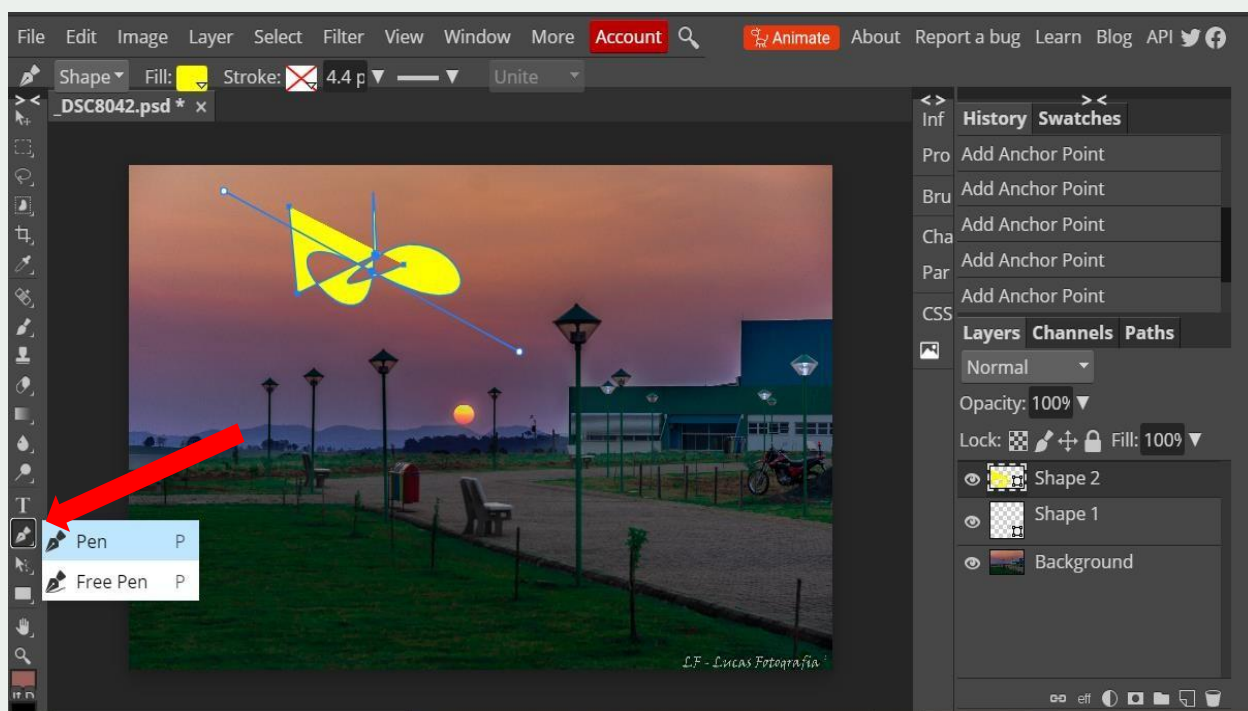 File Edit Image Layer Select Filter View Window More Account Animate About Report a bug Learn Blog API
Shape Fill: Stroke: 4.4 p Unite
_DSC8042.psd * ×
Inf
Pro
Bru
Cha
Par
CSS
History Swatches
Add Anchor Point
Add Anchor Point
Add Anchor Point
Add Anchor Point
Add Anchor Point
Layers Channels Paths
Normal
Opacity: 100%
Lock: Fill: 100%
Shape 2
Shape 1
Background
eff
T
Pen P
Free Pen P
LF - Lucas Fotografia